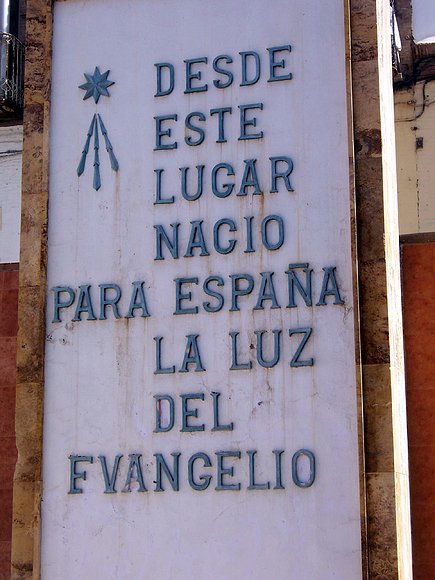 DESDE
ESTE
LUGAR
NACIO
PARA ESPAÑA
LA LUZ
DEL
EVANGELIO